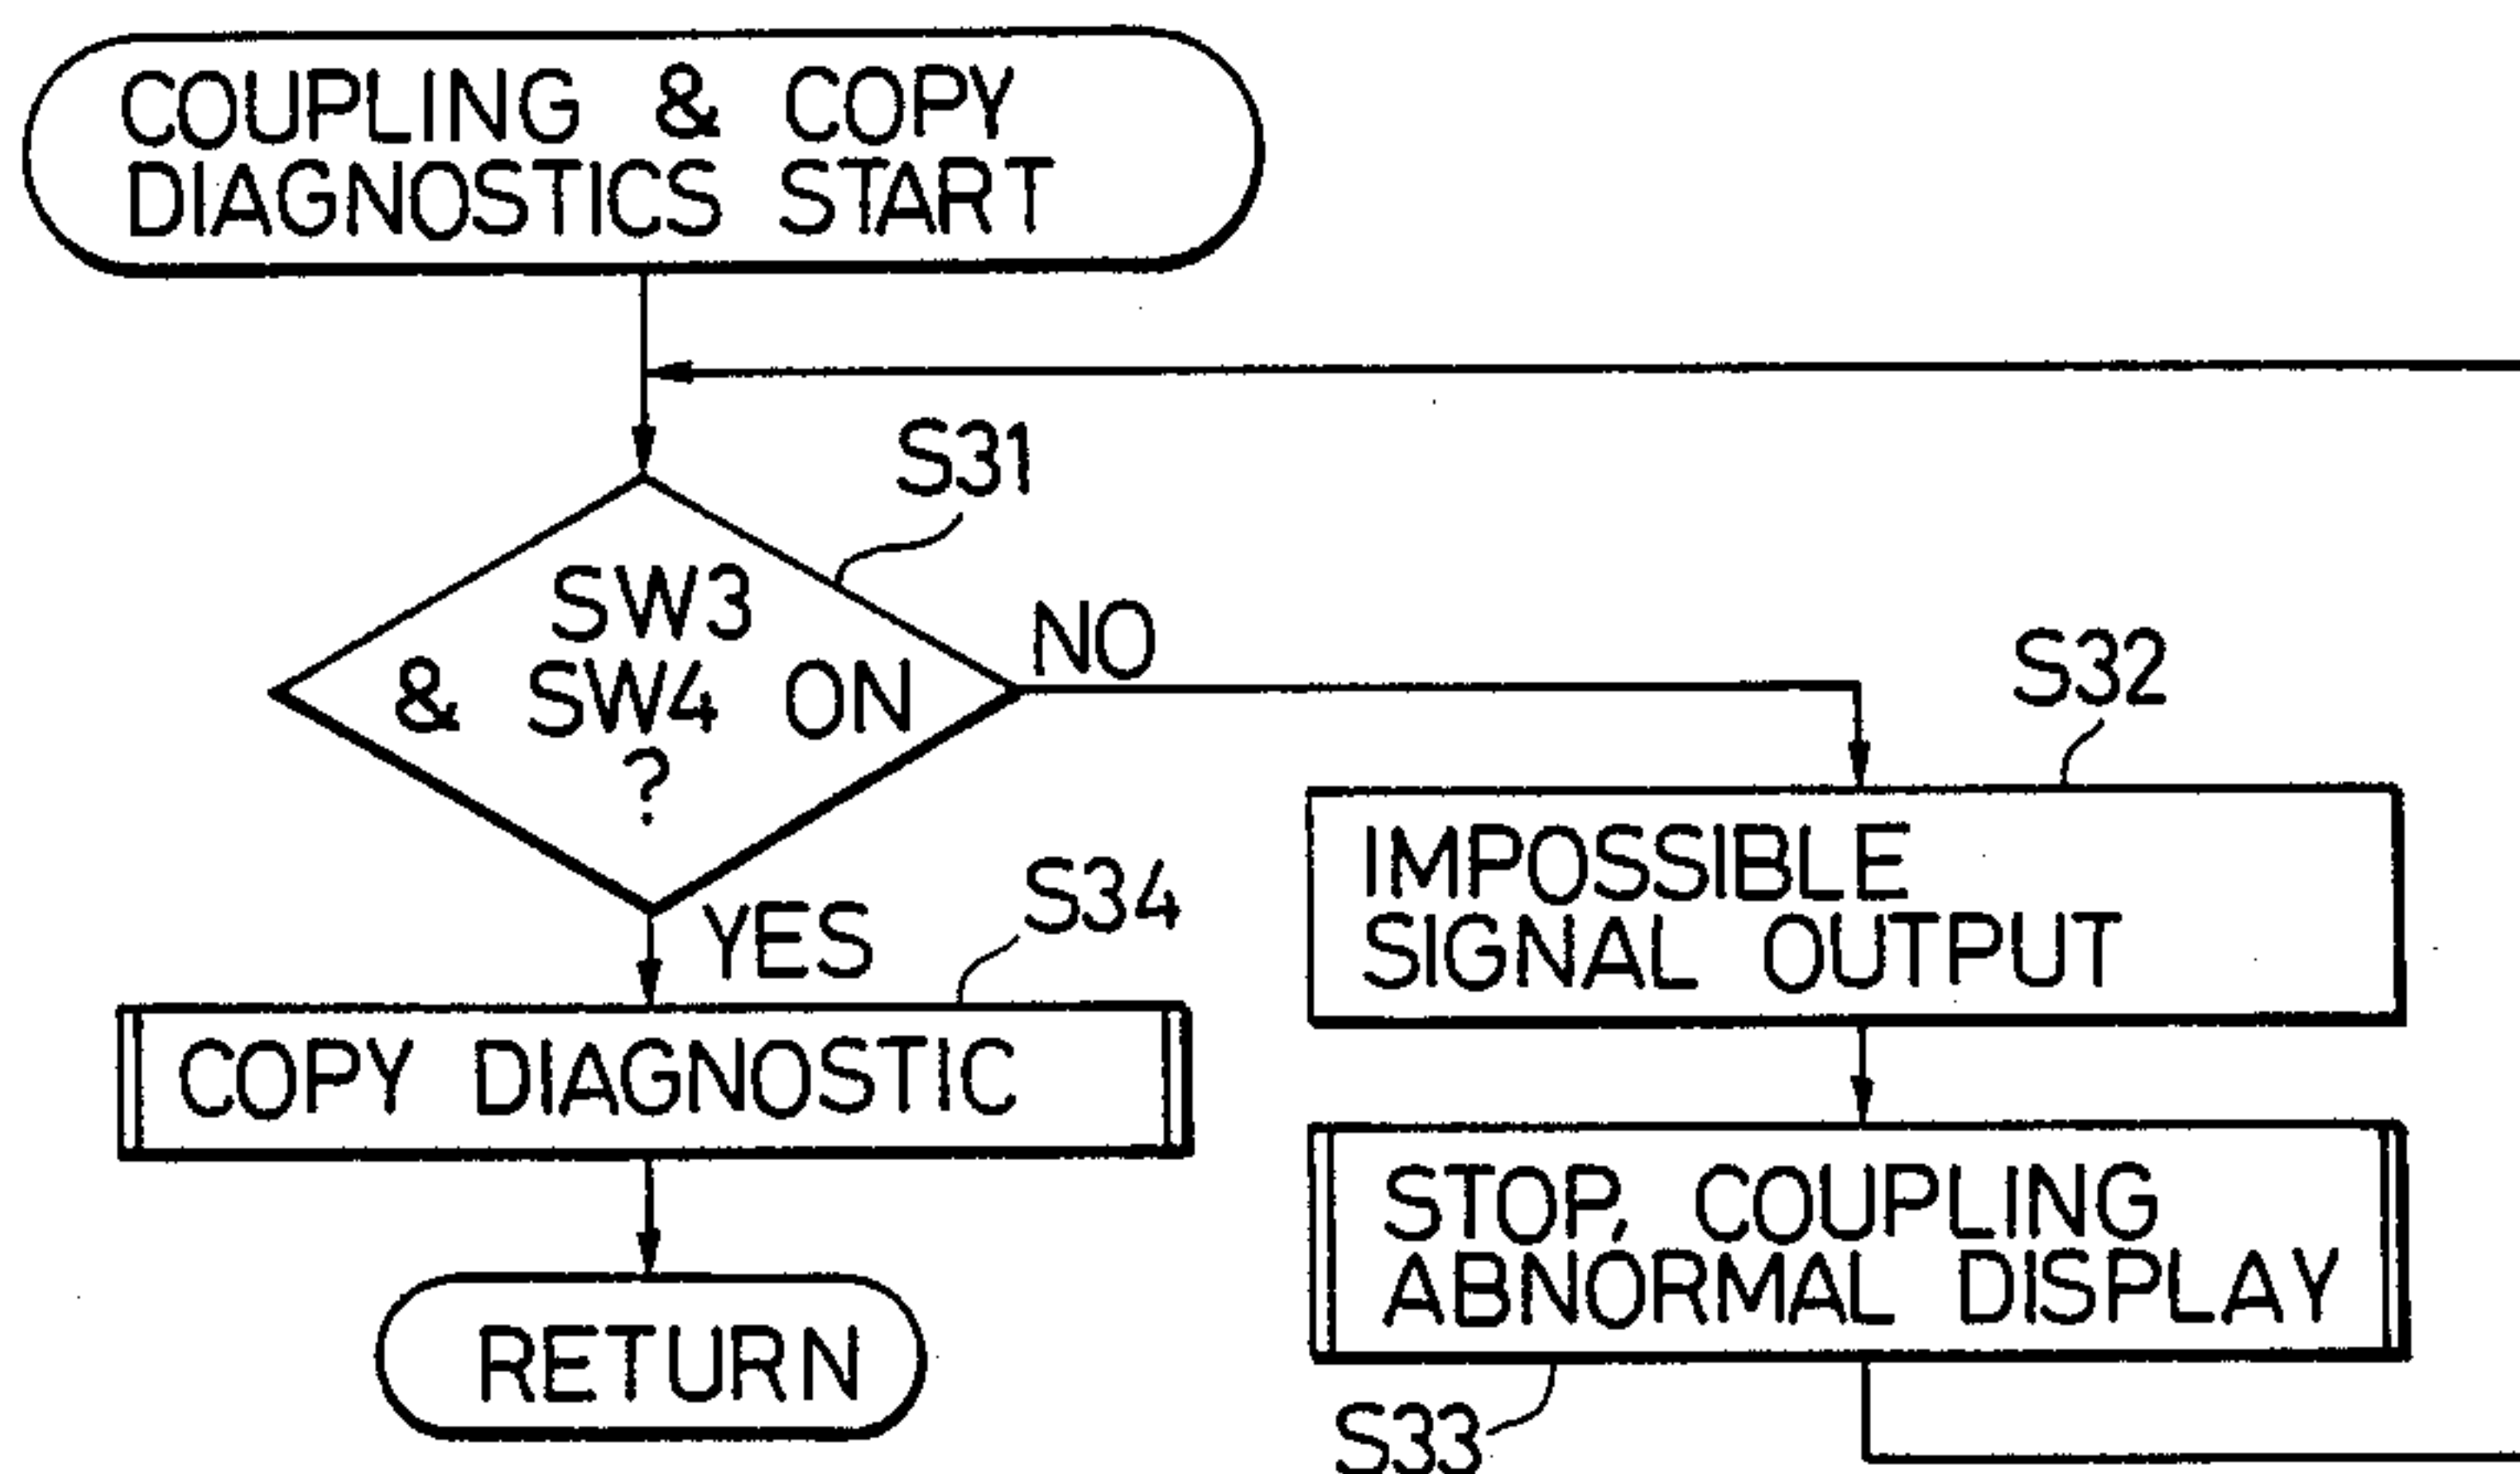 COUPLING & COPY
DIAGNOSTICS START
S31
SW3
& SW4 ON
?
NO
S32
IMPOSSIBLE
SIGNAL OUTPUT
YES
S34
COPY DIAGNOSTIC
STOP, COUPLING
ABNORMAL DISPLAY
RETURN
S33